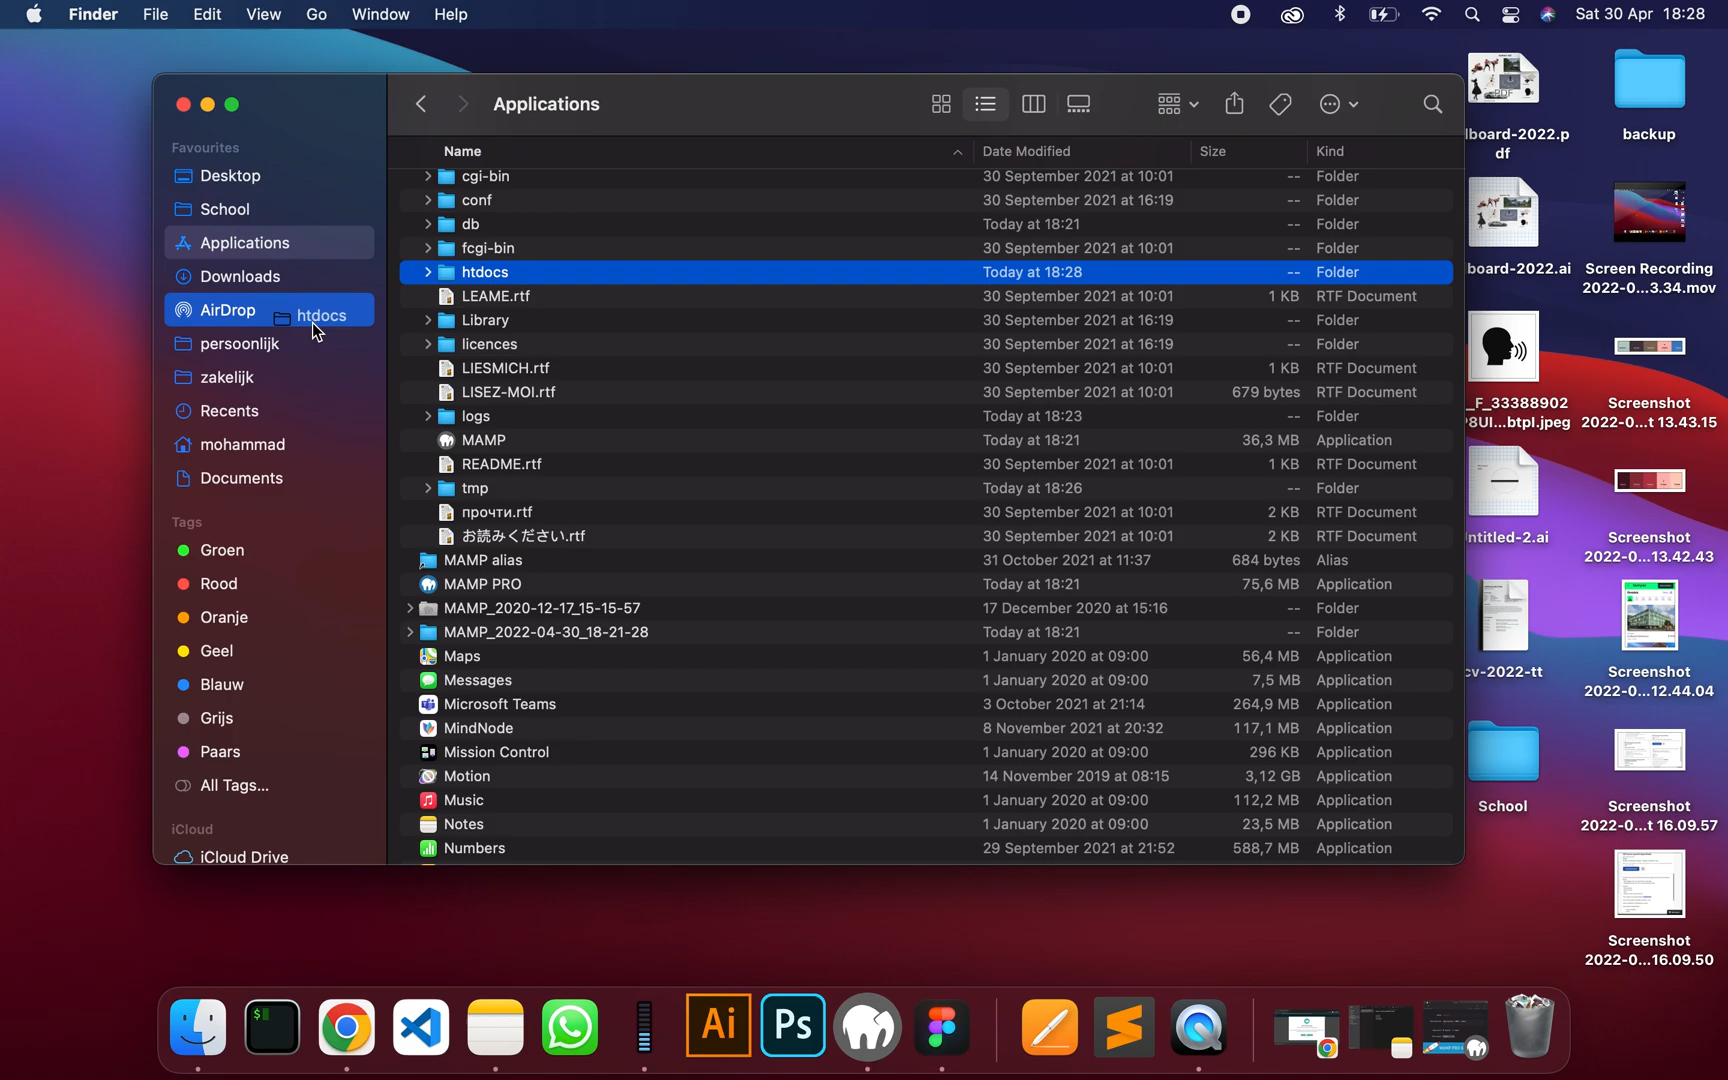 Finder File Edit View Go Window Help Sat 30 Apr 18:28
Applications
Favourites
Desktop
School
Applications
Downloads
AirDrop
htdocs
persoonlijk
zakelijk
Recents
mohammad
Documents
Tags
Groen
Rood
Oranje
Geel
Blauw
Grijs
Paars
All Tags...
iCloud
iCloud Drive
Name Date Modified Size Kind
cgi-bin 30 September 2021 at 10:01 -- Folder
conf 30 September 2021 at 16:19 -- Folder
db Today at 18:21 -- Folder
fcgi-bin 30 September 2021 at 10:01 -- Folder
htdocs Today at 18:28 -- Folder
LEAME.rtf 30 September 2021 at 10:01 1 KB RTF Document
Library 30 September 2021 at 16:19 -- Folder
licences 30 September 2021 at 16:19 -- Folder
LIESMICH.rtf 30 September 2021 at 10:01 1 KB RTF Document
LISEZ-MOI.rtf 30 September 2021 at 10:01 679 bytes RTF Document
logs Today at 18:23 -- Folder
MAMP Today at 18:21 36,3 MB Application
README.rtf 30 September 2021 at 10:01 1 KB RTF Document
tmp Today at 18:26 -- Folder
прочти.rtf 30 September 2021 at 10:01 2 KB RTF Document
お読みください.rtf 30 September 2021 at 10:01 2 KB RTF Document
MAMP alias 31 October 2021 at 11:37 684 bytes Alias
MAMP PRO Today at 18:21 75,6 MB Application
MAMP_2020-12-17_15-15-57 17 December 2020 at 15:16 -- Folder
MAMP_2022-04-30_18-21-28 Today at 18:21 -- Folder
Maps 1 January 2020 at 09:00 56,4 MB Application
Messages 1 January 2020 at 09:00 7,5 MB Application
Microsoft Teams 3 October 2021 at 21:14 264,9 MB Application
MindNode 8 November 2021 at 20:32 117,1 MB Application
Mission Control 1 January 2020 at 09:00 296 KB Application
Motion 14 November 2019 at 08:15 3,12 GB Application
Music 1 January 2020 at 09:00 112,2 MB Application
Notes 1 January 2020 at 09:00 23,5 MB Application
Numbers 29 September 2021 at 21:52 588,7 MB Application
lboard-2022.p
df
board-2022.ai
_F_33388902
P8UI...btpl.jpeg
ntitled-2.ai
cv-2022-tt
School
backup
Screen Recording
2022-0...3.34.mov
Screenshot
2022-0...t 13.43.15
Screenshot
2022-0...13.42.43
Screenshot
2022-0...12.44.04
Screenshot
2022-0...t 16.09.57
Screenshot
2022-0...16.09.50
$
Ai
Ps